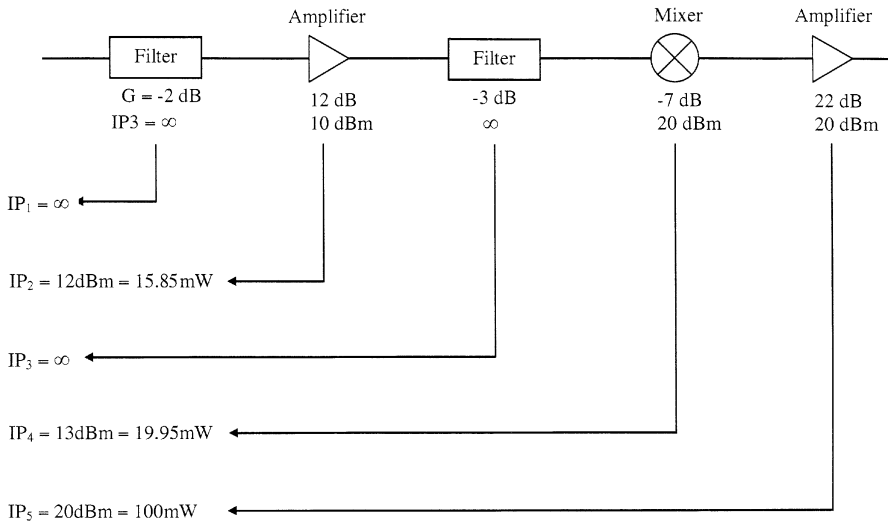 Amplifier
Mixer
Amplifier
Filter
Filter
G = -2 dB
12 dB
-3 dB
-7 dB
22 dB
IP3 = ∞
10 dBm
∞
20 dBm
20 dBm
IP₁ = ∞
IP₂ = 12dBm = 15.85mW
IP₃ = ∞
IP₄ = 13dBm = 19.95mW
IP₅ = 20dBm = 100mW